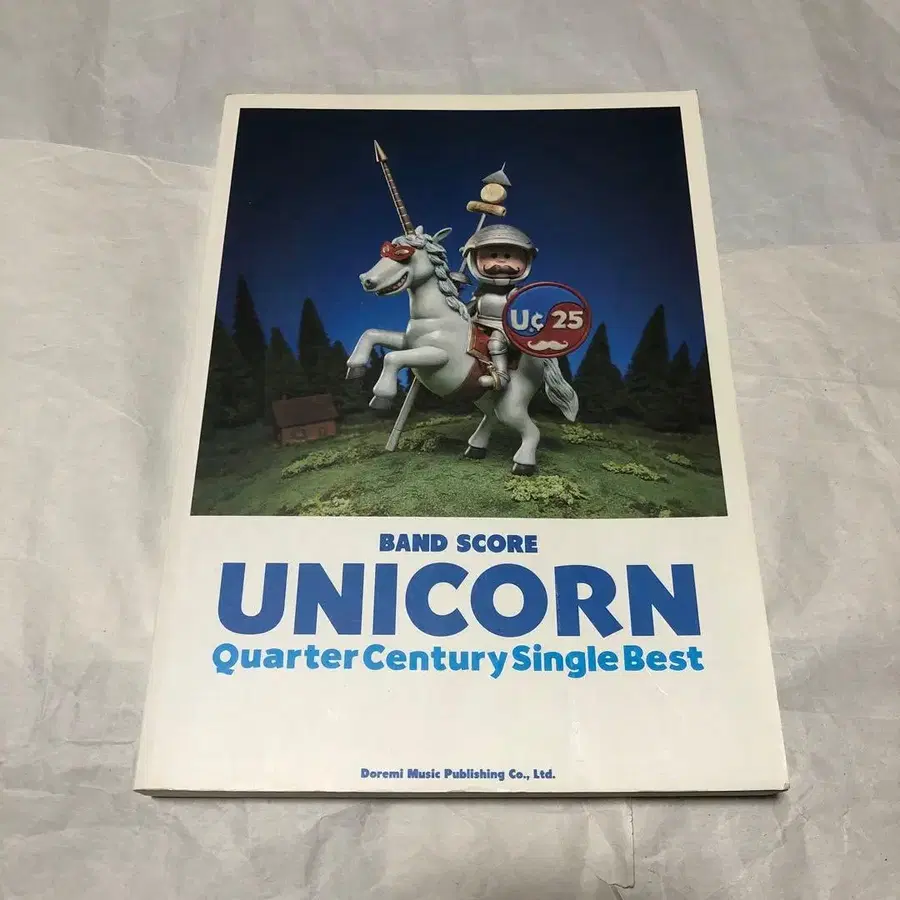 U¢ 25
BAND SCORE
UNICORN
Quarter Century Single Best
Doremi Music Publishing Co., Ltd.